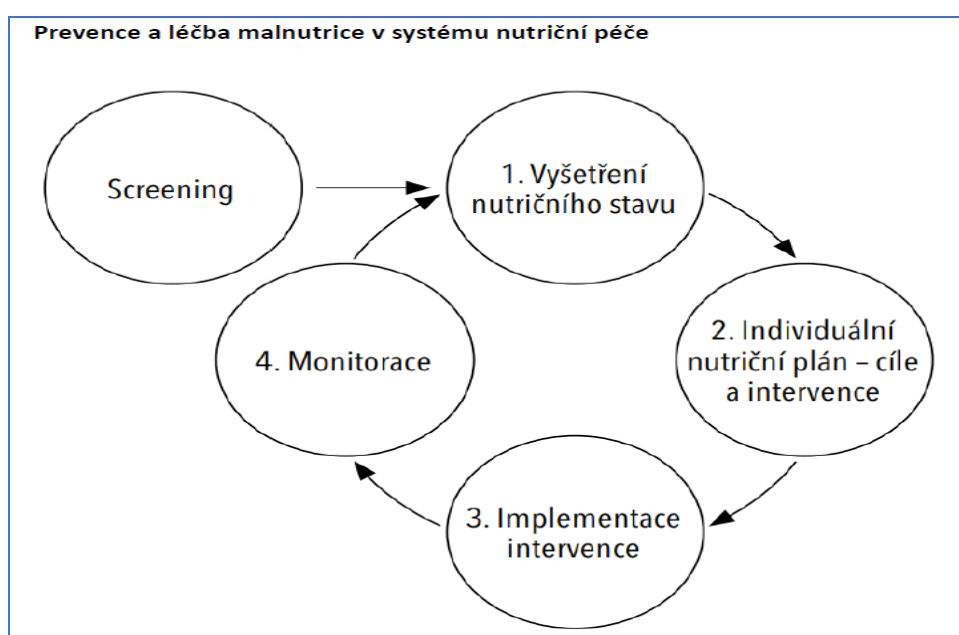 Prevence a léčba malnutrice v systému nutriční péče
Screening
1. Vyšetření
nutričního stavu
2. Individuální
nutriční plán – cíle
a intervence
3. Implementace
intervence
4. Monitorace